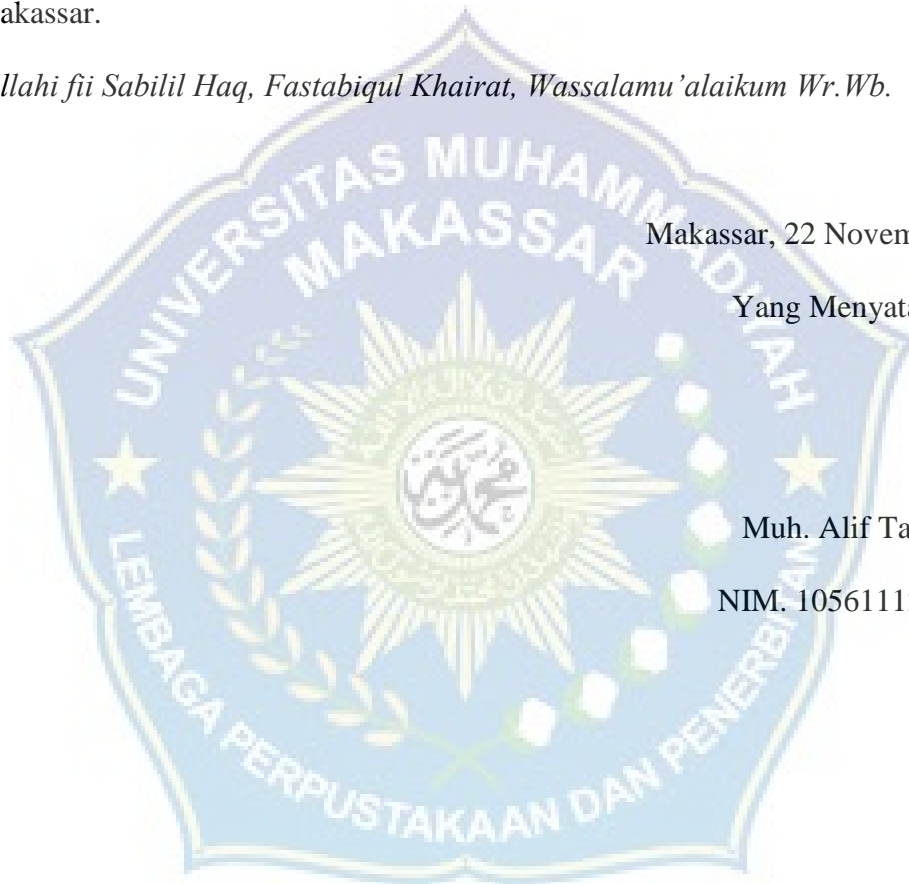 akassar.
llahi fii Sabilil Haq, Fastabiqul Khairat, Wassalamu’alaikum Wr.Wb.
UNIVERSITAS MUHAMMADIYAH
MAKASSAR
Makassar, 22 Novem
Yang Menyata
Muh. Alif Ta
NIM. 1056111
LEMBAGA PERPUSTAKAAN DAN PENERBITAN